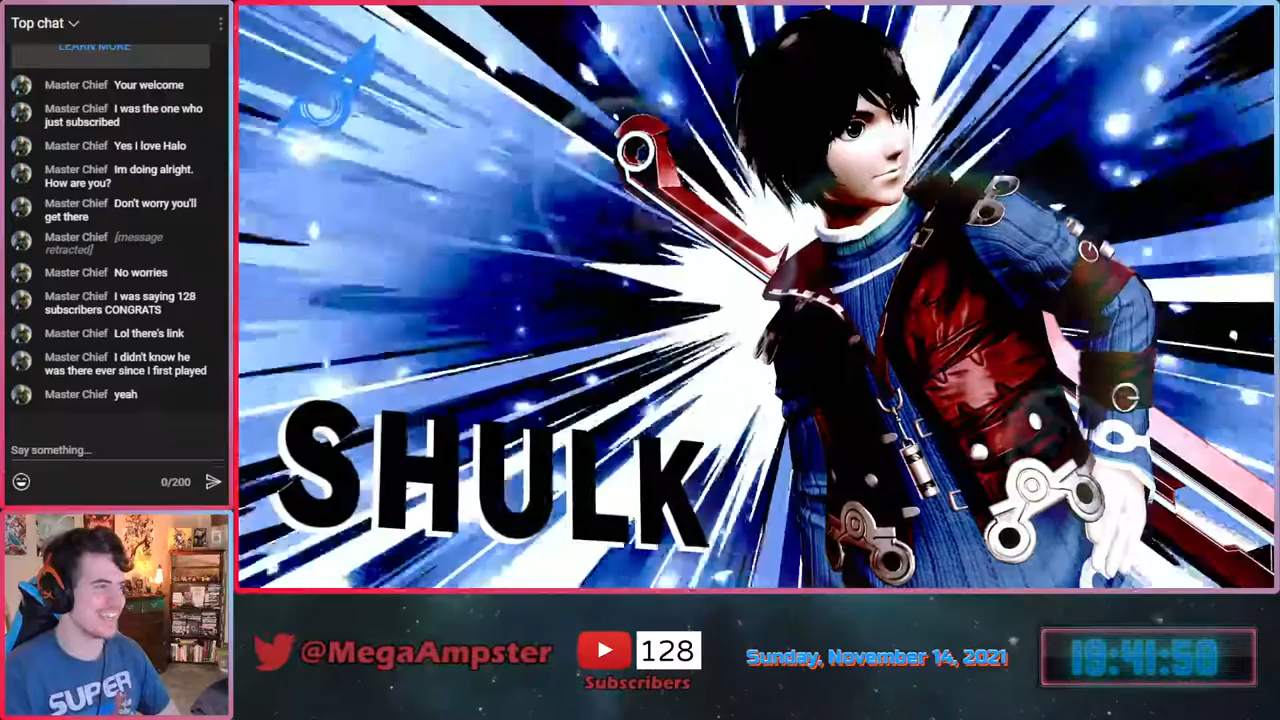 Top chat
LEARN MORE
Master Chief Your welcome
Master Chief I was the one who
just subscribed
Master Chief Yes I love Halo
Master Chief Im doing alright.
How are you?
Master Chief Don't worry you'll
get there
Master Chief [message
retracted]
Master Chief No worries
Master Chief I was saying 128
subscribers CONGRATS
Master Chief Lol there's link
Master Chief I didn't know he
was there ever since I first played
Master Chief yeah
Say something...
0/200
SHULK
SUPER
@MegaAmpster
128
Subscribers
Sunday, November 14, 2021
19:41:50